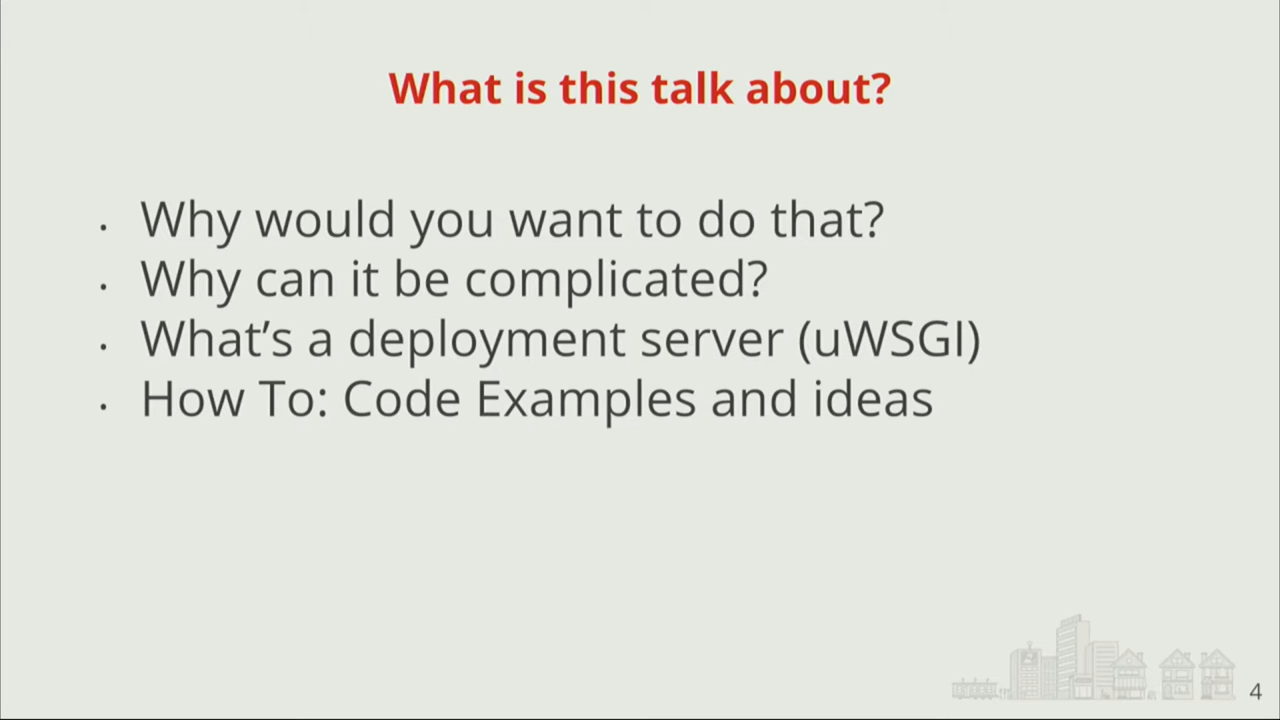 What is this talk about?
· Why would you want to do that?
· Why can it be complicated?
· What’s a deployment server (uWSGI)
· How To: Code Examples and ideas
4